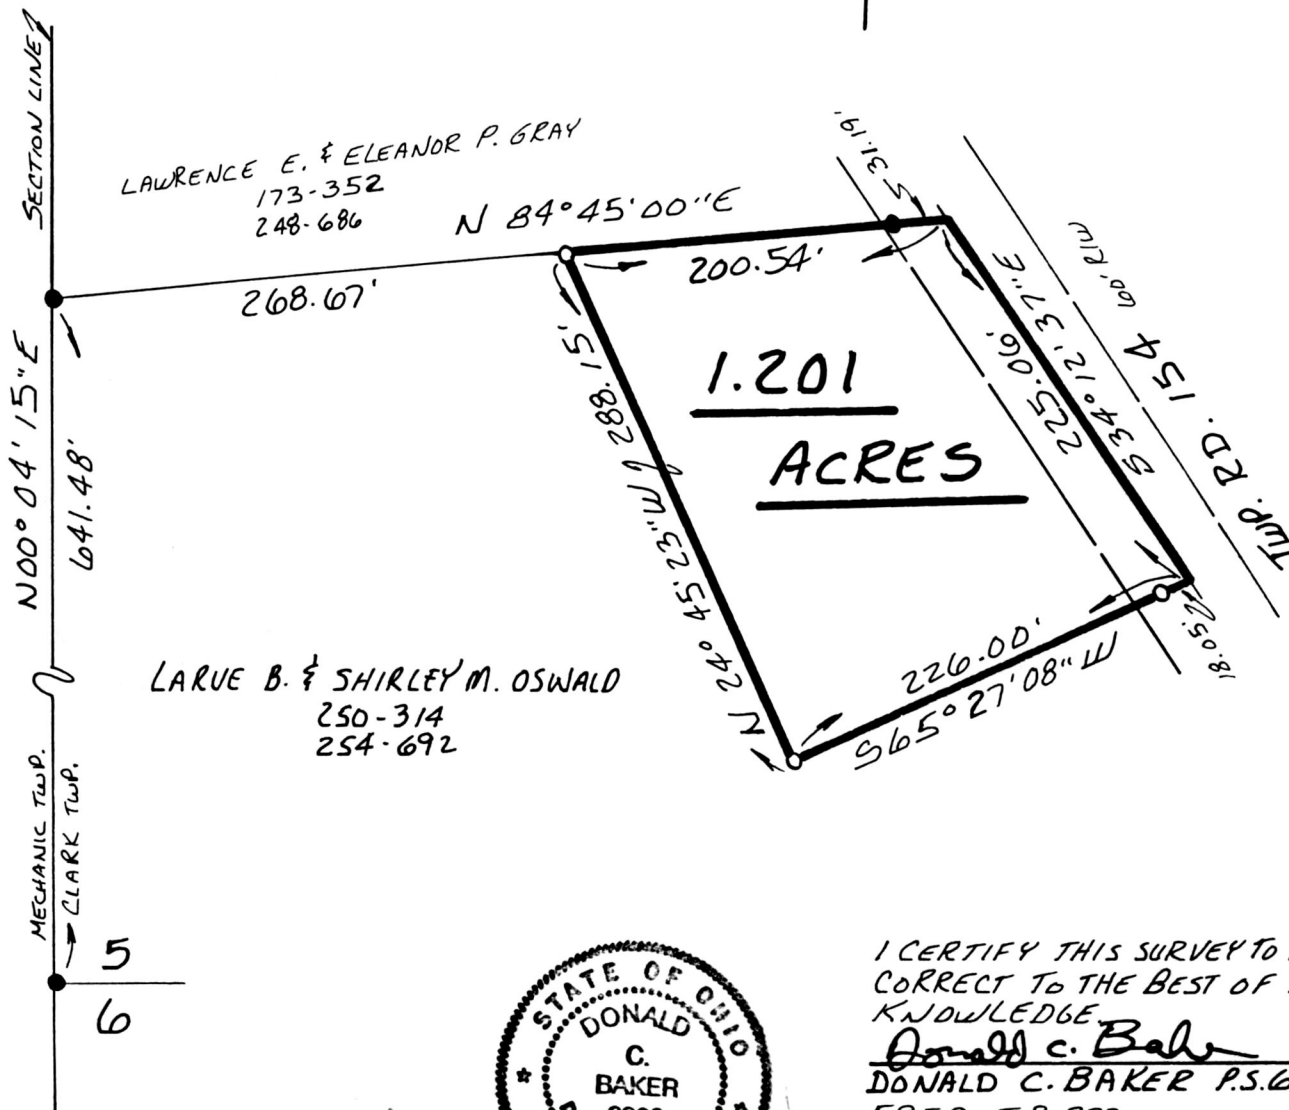 SECTION LINE
LAWRENCE E. & ELEANOR P. GRAY
173-352
248-686
N 84°45'00"E
268.67'
200.54'
31.19'
S 34°12'37"E
225.06'
TWP. RD. 154 60' R/W
1.201
ACRES
N 24° 45'23"W
288.15'
226.00'
S65°27'08"W
18.05'
N00°04'15"E
641.48'
LARUE B. & SHIRLEY M. OSWALD
250-314
254-692
MECHANIC TWP.
CLARK TWP.
5
6
STATE OF OHIO
DONALD
C.
BAKER
I CERTIFY THIS SURVEY TO
CORRECT TO THE BEST OF
KNOWLEDGE.
Donald C. Baker
DONALD C. BAKER P.S.6